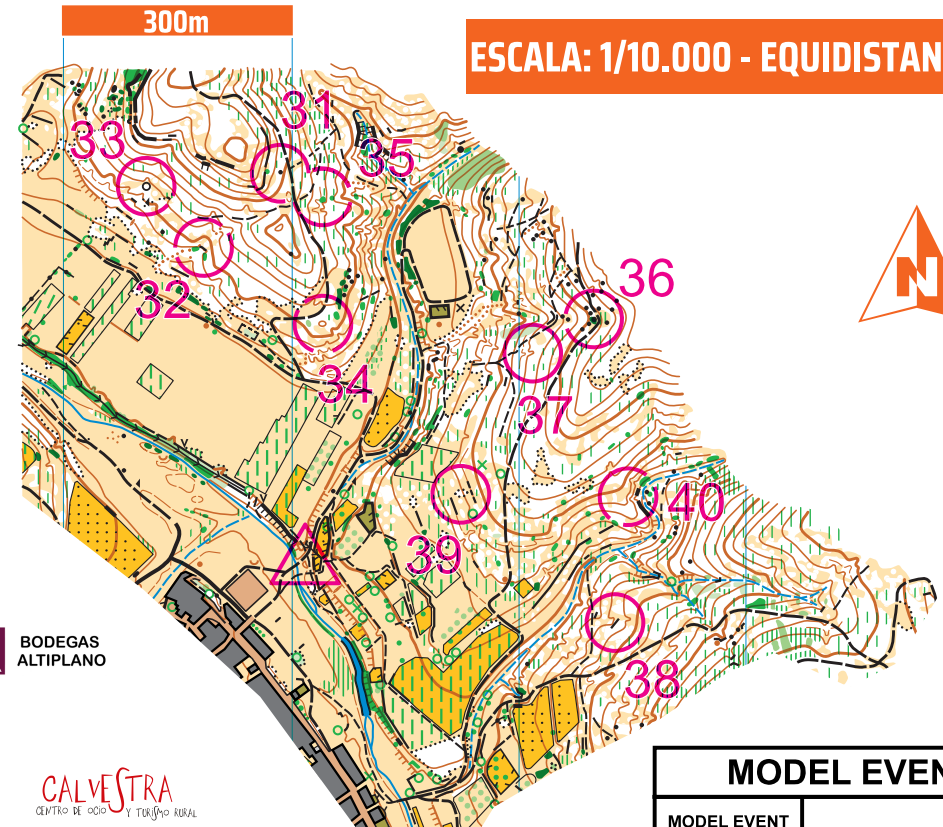 300m
ESCALA: 1/10.000 - EQUIDISTAN
31
33
35
32
34
36
37
39
40
38
N
BODEGAS
ALTIPLANO
CALVESTRA
CENTRO DE OCIO Y TURISMO RURAL
MODEL EVEN
MODEL EVENT